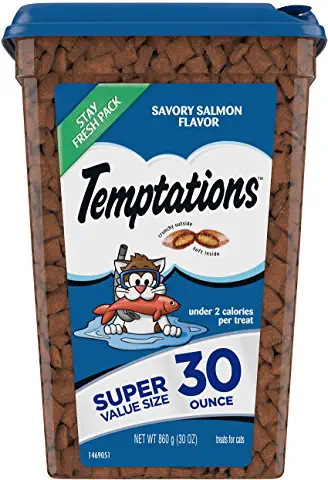 STAY
FRESH PACK
SAVORY SALMON
FLAVOR
Temptations™
crunchy outside
soft inside
under 2 calories
per treat
SUPER
VALUE SIZE
30
OUNCE
NET WT 860 g (30 OZ)
treats for cats
1469051